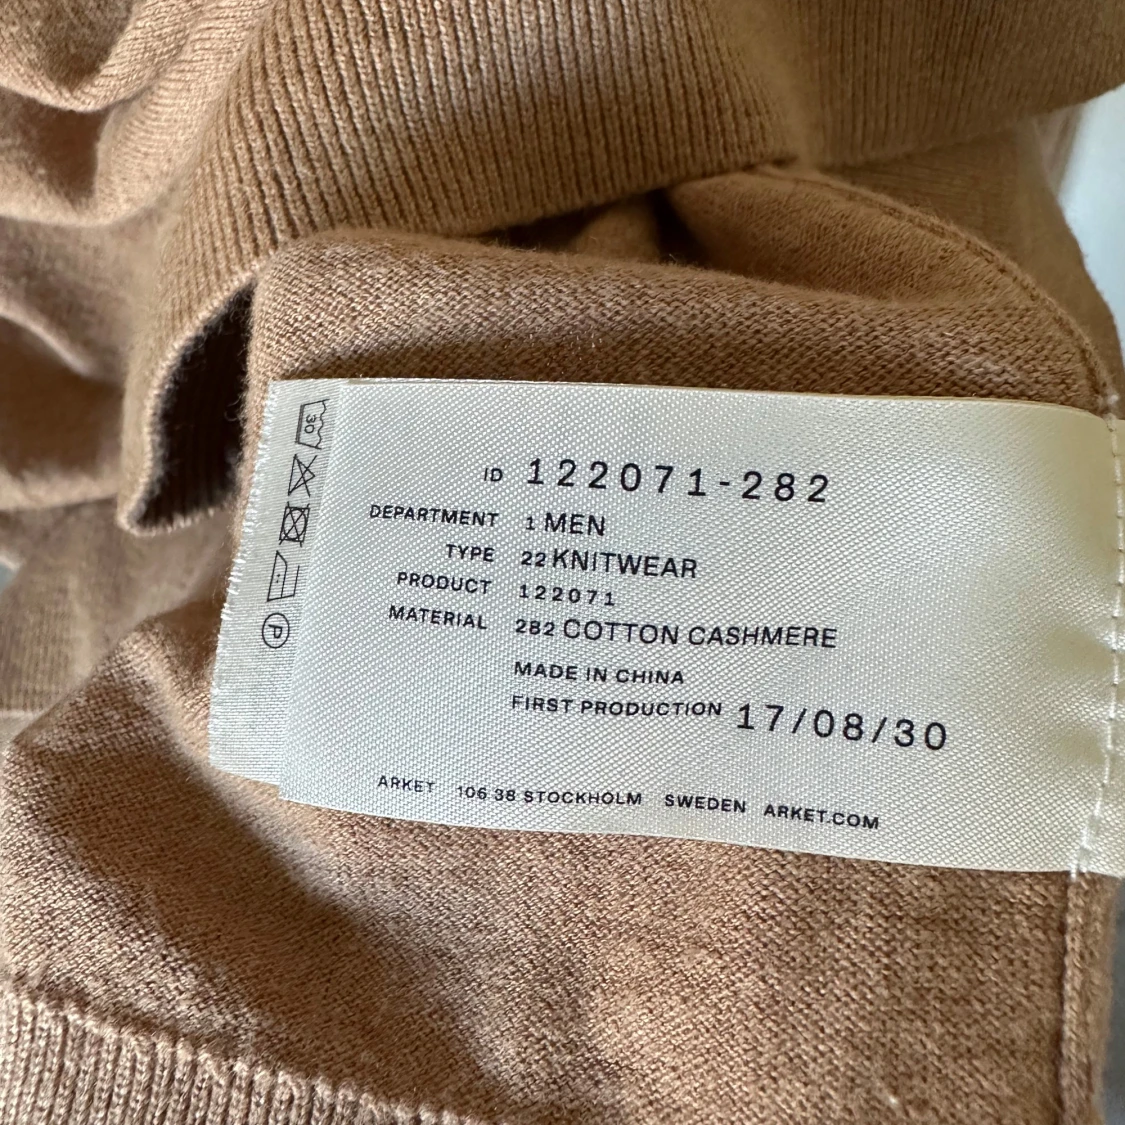 ID 122071-282
DEPARTMENT 1 MEN
TYPE 22 KNITWEAR
PRODUCT 122071
MATERIAL 282 COTTON CASHMERE
MADE IN CHINA
FIRST PRODUCTION 17/08/30
ARKET 106 38 STOCKHOLM SWEDEN ARKET.COM
30
P